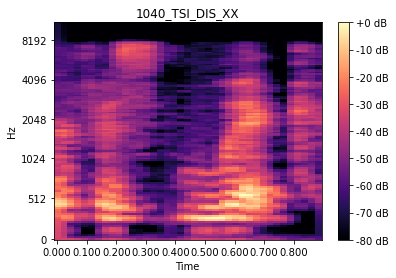 1040_TSI_DIS_XX
Hz
8192
4096
2048
1024
512
0
0.000 0.100 0.200 0.300 0.400 0.500 0.600 0.700 0.800
Time
+0 dB
-10 dB
-20 dB
-30 dB
-40 dB
-50 dB
-60 dB
-70 dB
-80 dB